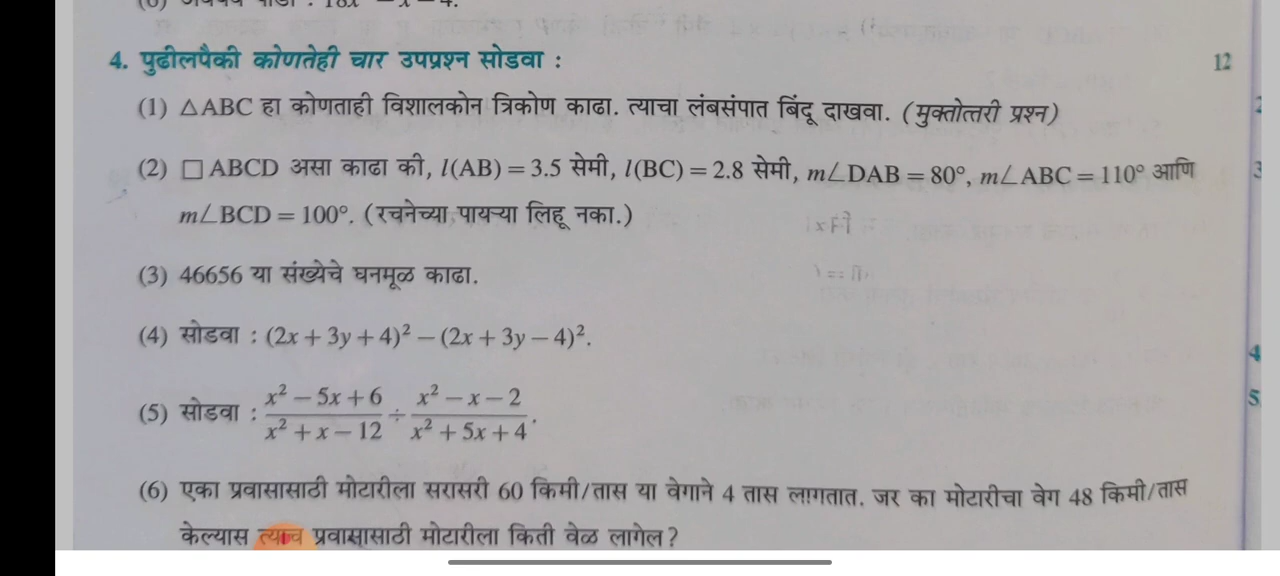 4. पुढीलपैकी कोणतेही चार उपप्रश्न सोडवा : 12
(1) △ABC हा कोणताही विशालकोन त्रिकोण काढा. त्याचा लंबसंपात बिंदू दाखवा. (मुक्तोत्तरी प्रश्न)
(2) □ ABCD असा काढा की, l(AB) = 3.5 सेमी, l(BC) = 2.8 सेमी, m∠DAB = 80°, m∠ABC = 110° आणि
m∠BCD = 100°. (रचनेच्या पायऱ्या लिहू नका.)
(3) 46656 या संख्येचे घनमूळ काढा.
(4) सोडवा : (2x + 3y + 4)² − (2x + 3y − 4)².
(5) सोडवा : (x² − 5x + 6)/(x² + x − 12) ÷ (x² − x − 2)/(x² + 5x + 4).
(6) एका प्रवासासाठी मोटारीला सरासरी 60 किमी/तास या वेगाने 4 तास लागतात. जर का मोटारीचा वेग 48 किमी/तास
केल्यास त्याच प्रवासासाठी मोटारीला किती वेळ लागेल?
4
5